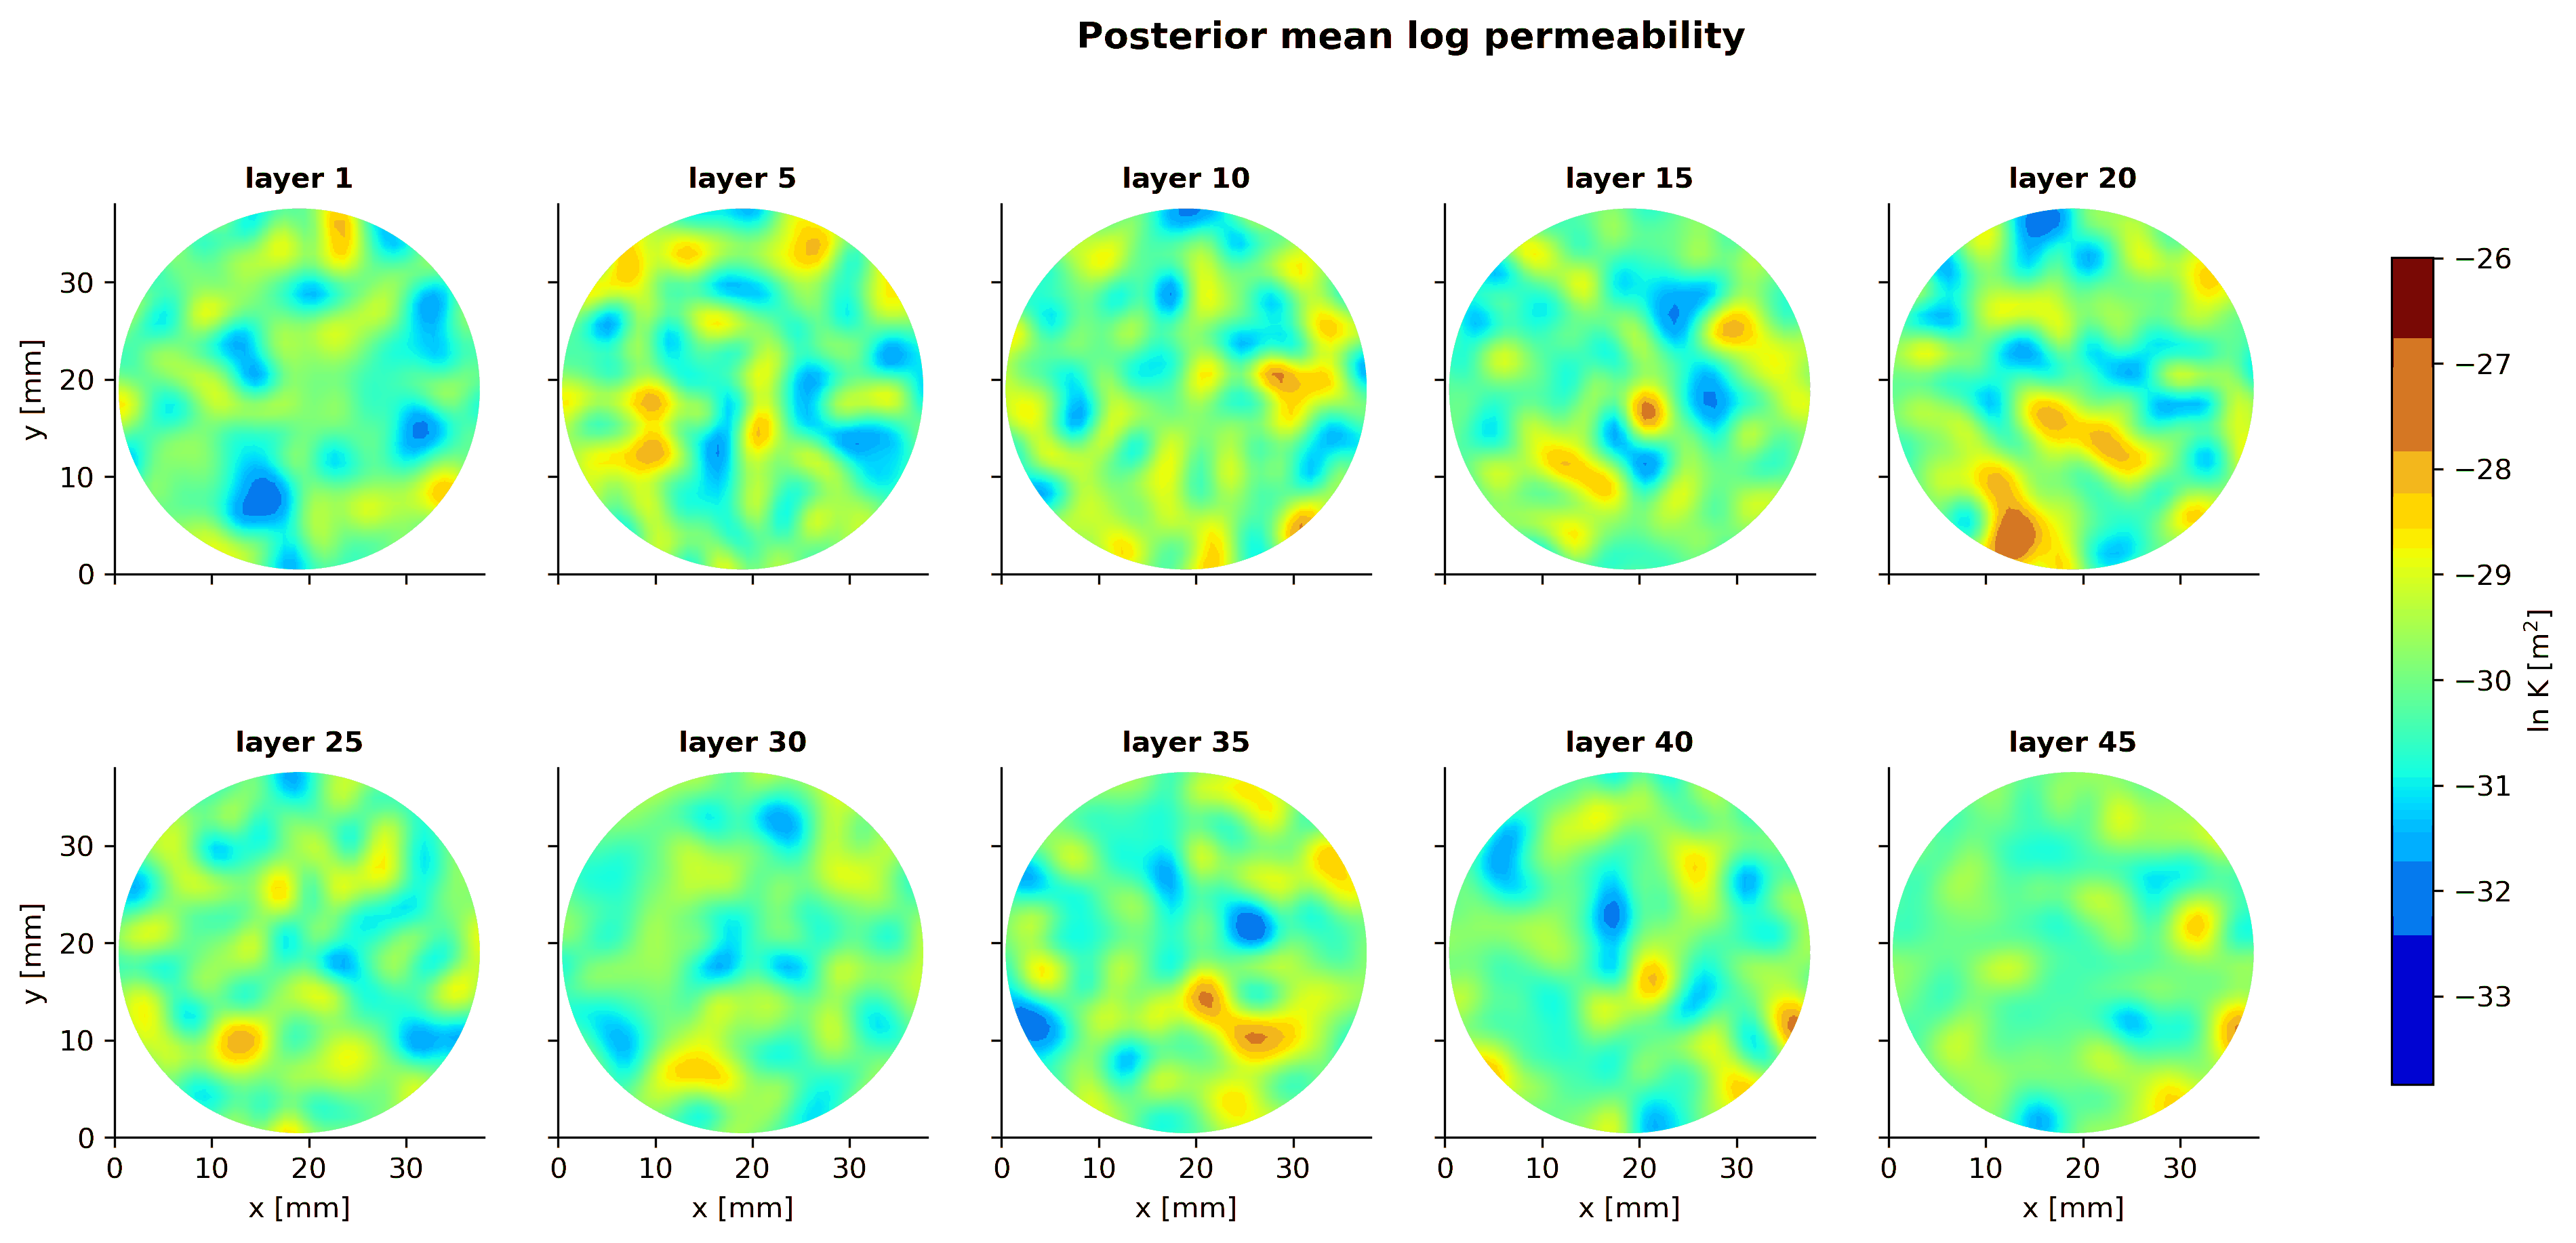 Posterior mean log permeability
layer 1
layer 5
layer 10
layer 15
layer 20
y [mm]
30
20
10
0
layer 25
layer 30
layer 35
layer 40
layer 45
y [mm]
30
20
10
0
0 10 20 30
0 10 20 30
0 10 20 30
0 10 20 30
0 10 20 30
x [mm]
x [mm]
x [mm]
x [mm]
x [mm]
−26
−27
−28
−29
−30
−31
−32
−33
ln K [m²]